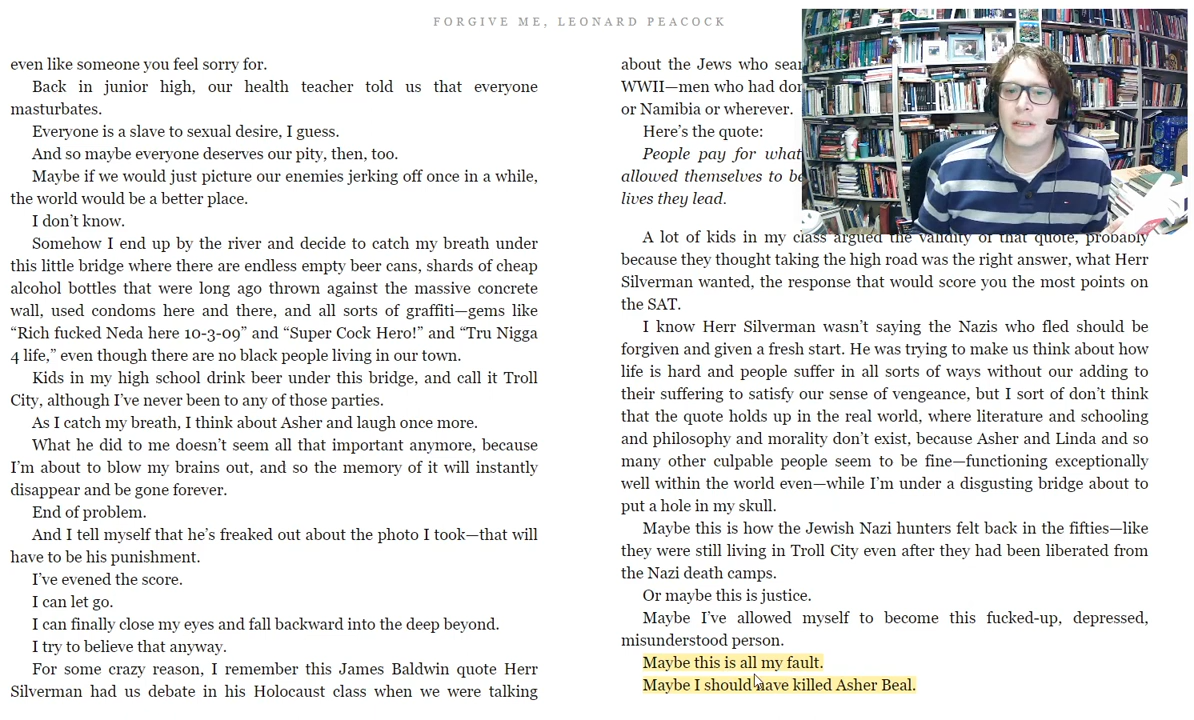 FORGIVE ME, LEONARD PEACOCK
even like someone you feel sorry for.
Back in junior high, our health teacher told us that everyone
masturbates.
Everyone is a slave to sexual desire, I guess.
And so maybe everyone deserves our pity, then, too.
Maybe if we would just picture our enemies jerking off once in a while,
the world would be a better place.
I don’t know.
Somehow I end up by the river and decide to catch my breath under
this little bridge where there are endless empty beer cans, shards of cheap
alcohol bottles that were long ago thrown against the massive concrete
wall, used condoms here and there, and all sorts of graffiti—gems like
“Rich fucked Neda here 10-3-09” and “Super Cock Hero!” and “Tru Nigga
4 life,” even though there are no black people living in our town.
Kids in my high school drink beer under this bridge, and call it Troll
City, although I’ve never been to any of those parties.
As I catch my breath, I think about Asher and laugh once more.
What he did to me doesn’t seem all that important anymore, because
I’m about to blow my brains out, and so the memory of it will instantly
disappear and be gone forever.
End of problem.
And I tell myself that he’s freaked out about the photo I took—that will
have to be his punishment.
I’ve evened the score.
I can let go.
I can finally close my eyes and fall backward into the deep beyond.
I try to believe that anyway.
For some crazy reason, I remember this James Baldwin quote Herr
Silverman had us debate in his Holocaust class when we were talking
about the Jews who
WWII—men who had
or Namibia or wherever.
Here’s the quote:
People pay for what
allowed themselves to
lives they lead.
A lot of kids in my class argued the validity of that quote, probably
because they thought taking the high road was the right answer, what Herr
Silverman wanted, the response that would score you the most points on
the SAT.
I know Herr Silverman wasn’t saying the Nazis who fled should be
forgiven and given a fresh start. He was trying to make us think about how
life is hard and people suffer in all sorts of ways without our adding to
their suffering to satisfy our sense of vengeance, but I sort of don’t think
that the quote holds up in the real world, where literature and schooling
and philosophy and morality don’t exist, because Asher and Linda and so
many other culpable people seem to be fine—functioning exceptionally
well within the world even—while I’m under a disgusting bridge about to
put a hole in my skull.
Maybe this is how the Jewish Nazi hunters felt back in the fifties—like
they were still living in Troll City even after they had been liberated from
the Nazi death camps.
Or maybe this is justice.
Maybe I’ve allowed myself to become this fucked-up, depressed,
misunderstood person.
Maybe this is all my fault.
Maybe I should have killed Asher Beal.